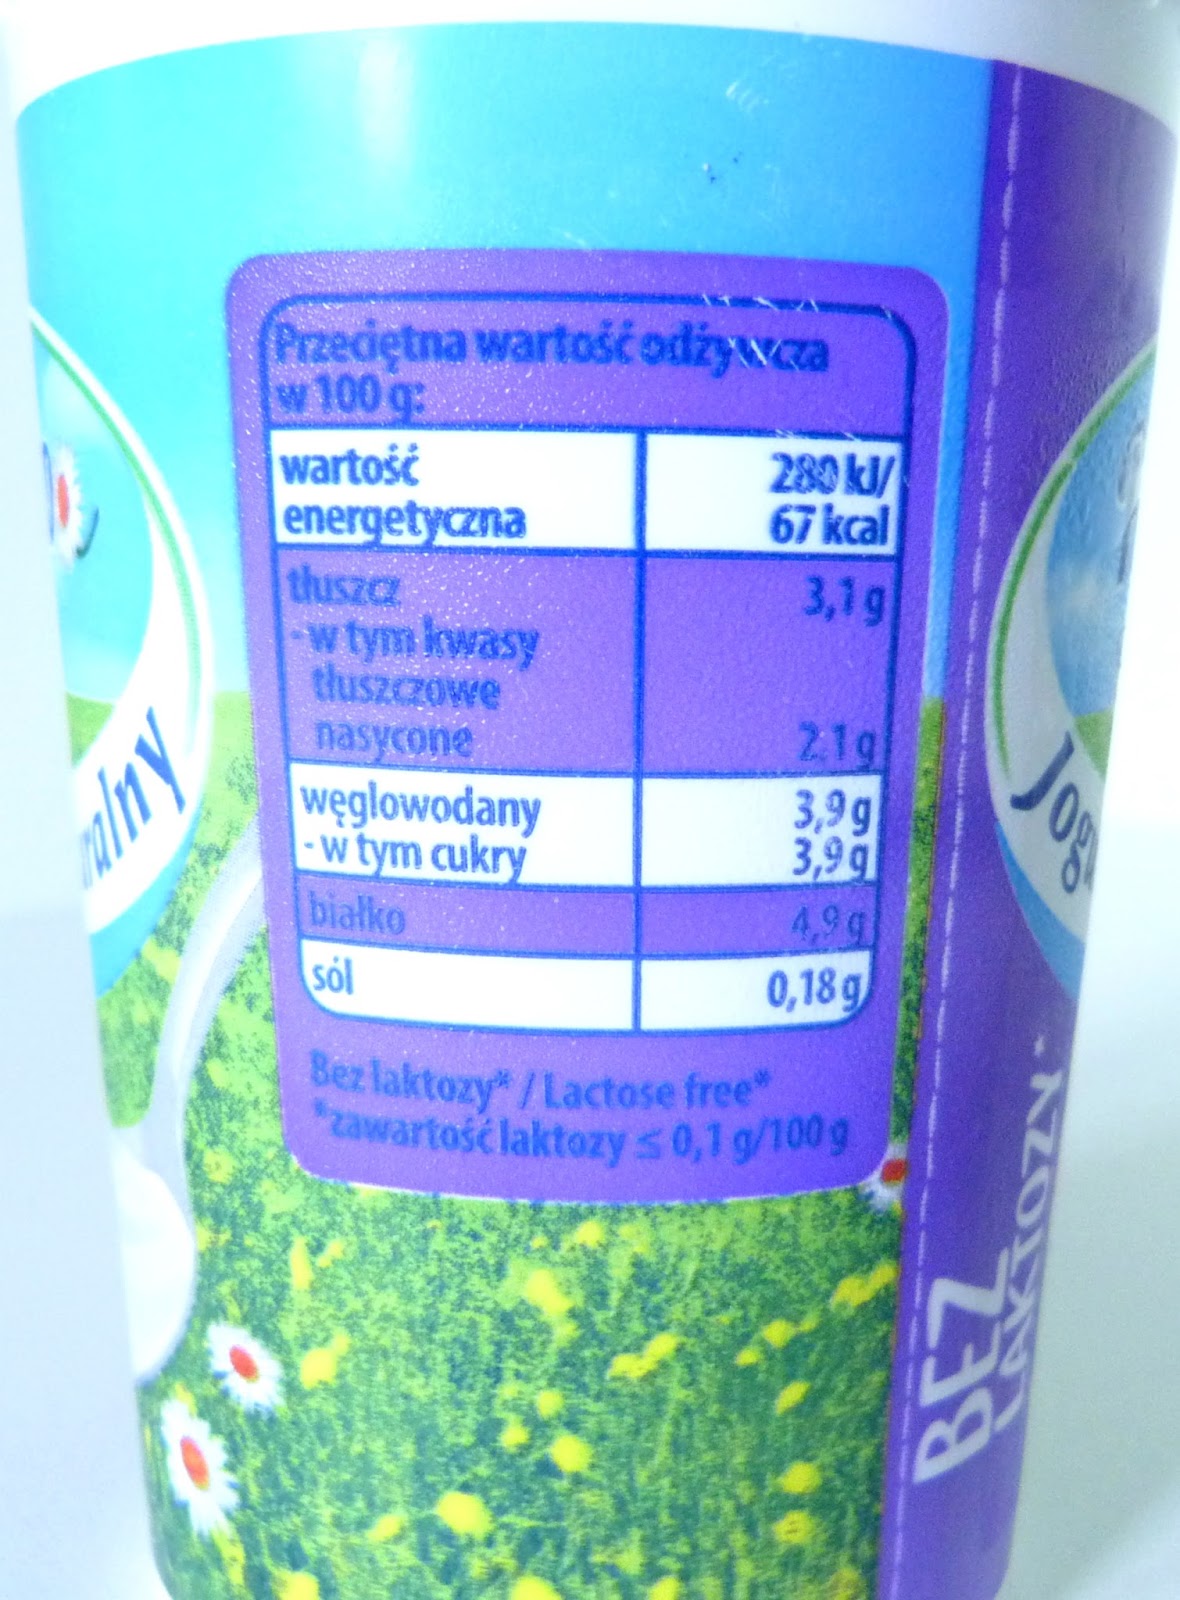 Przeciętna wartość odżywcza
w 100 g:
wartość
energetyczna
280 kJ/
67 kcal
tłuszcz
3,1 g
- w tym kwasy
tłuszczowe
nasycone
2,1 g
węglowodany
3,9 g
- w tym cukry
3,9 g
białko
4,9 g
sól
0,18 g
Bez laktozy* / Lactose free*
*zawartość laktozy ≤ 0,1 g/100 g
BEZ
LAKTOZY*